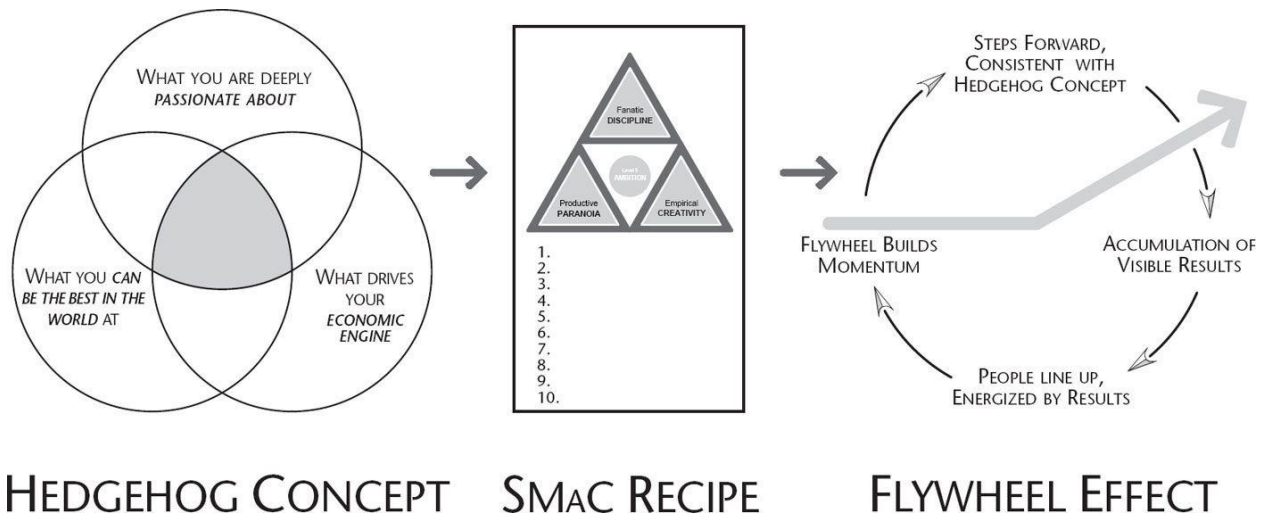 WHAT YOU ARE DEEPLY
PASSIONATE ABOUT
WHAT YOU CAN
BE THE BEST IN THE
WORLD AT
WHAT DRIVES
YOUR
ECONOMIC
ENGINE
HEDGEHOG CONCEPT
Fanatic
DISCIPLINE
Level 5
AMBITION
Productive
PARANOIA
Empirical
CREATIVITY
1.
2.
3.
4.
5.
6.
7.
8.
9.
10.
SMaC RECIPE
STEPS FORWARD,
CONSISTENT WITH
HEDGEHOG CONCEPT
ACCUMULATION OF
VISIBLE RESULTS
PEOPLE LINE UP,
ENERGIZED BY RESULTS
FLYWHEEL BUILDS
MOMENTUM
FLYWHEEL EFFECT